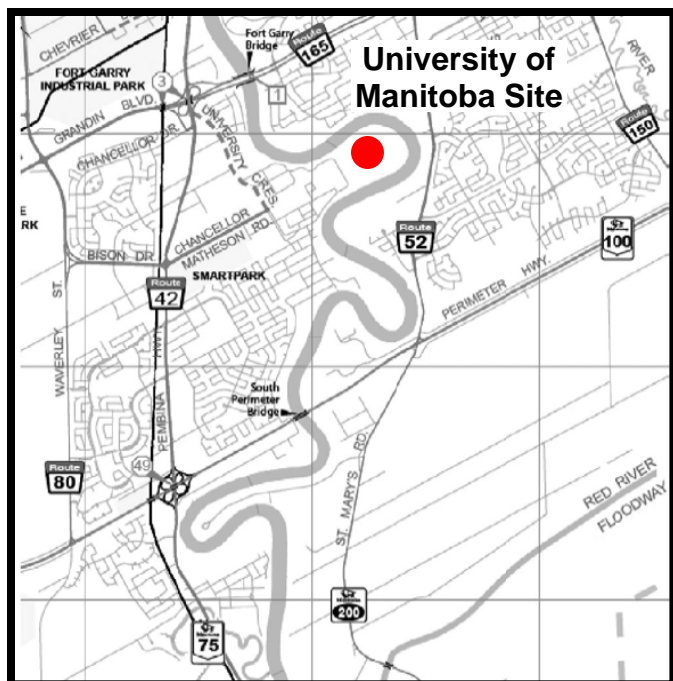 CHEVRIER
Fort Garry
Bridge
Route
165
University of
Manitoba Site
FORT GARRY
INDUSTRIAL PARK
3
1
RIVER
Route
150
GRANDIN BLVD.
CHANCELLOR DR.
UNIVERSITY CRES.
RK
Route
52
100
BISON DR.
CHANCELLOR
MATHESON RD.
SMARTPARK
Route
42
PERIMETER HWY.
WAVERLEY ST.
PEMBINA HWY
South
Perimeter
Bridge
49
Route
80
ST. MARY'S RD.
RED RIVER
FLOODWAY
200
Manitoba
75